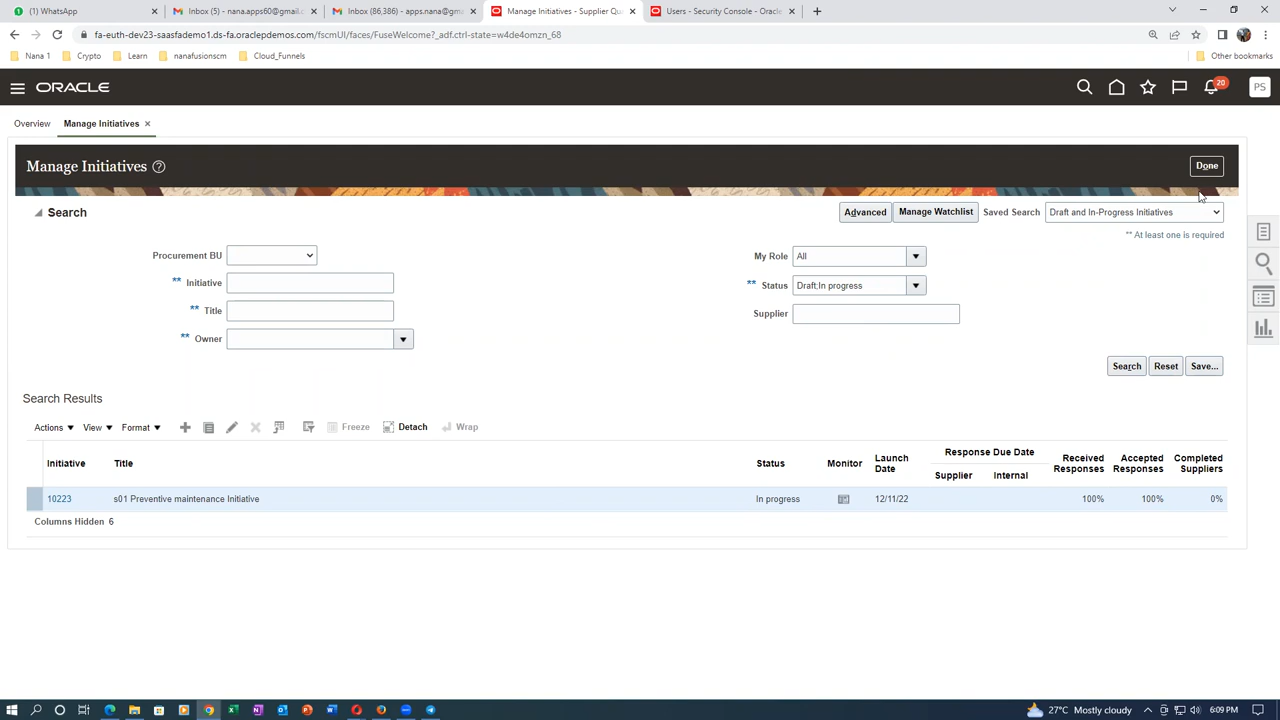 WhatsApp
Inbox (5) - nana.apps60@gmail.c
Inbox (86,386) - apps.nana@gm
Manage Initiatives - Supplier Qu
Users - Security Console - Oracle
fa-euth-dev23-saasfademo1.ds-fa.oraclepdemos.com/fscmUI/faces/FuseWelcome?_adf.ctrl-state=w4de4omzn_68
Nana 1
Crypto
Learn
nanafusionscm
Cloud_Funnels
Other bookmarks
ORACLE
20
PS
Overview
Manage Initiatives
Manage Initiatives
Done
Search
Advanced
Manage Watchlist
Saved Search
Draft and In-Progress Initiatives
** At least one is required
Procurement BU
** Initiative
** Title
** Owner
My Role
All
** Status
Draft;In progress
Supplier
Search
Reset
Save...
Search Results
Actions
View
Format
Freeze
Detach
Wrap
Initiative
Title
Status
Monitor
Launch Date
Response Due Date
Supplier
Internal
Received Responses
Accepted Responses
Completed Suppliers
10223
s01 Preventive maintenance Initiative
In progress
12/11/22
100%
100%
0%
Columns Hidden 6
27°C Mostly cloudy
6:09 PM